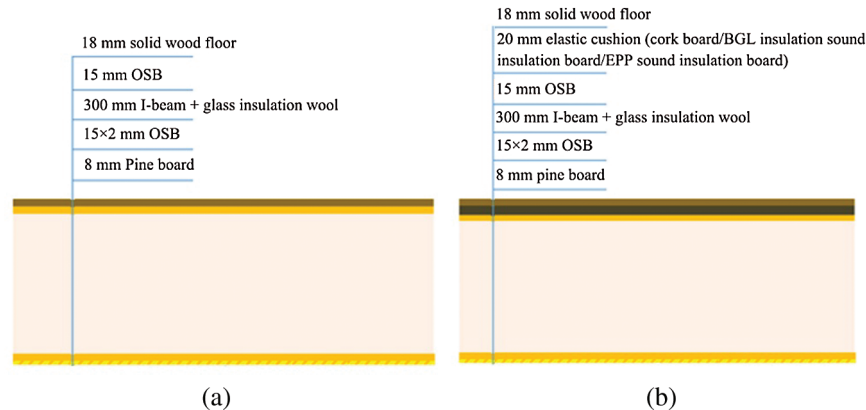 18 mm solid wood floor
15 mm OSB
300 mm I-beam + glass insulation wool
15×2 mm OSB
8 mm Pine board
(a)
18 mm solid wood floor
20 mm elastic cushion (cork board/BGL insulation sound
insulation board/EPP sound insulation board)
15 mm OSB
300 mm I-beam + glass insulation wool
15×2 mm OSB
8 mm pine board
(b)